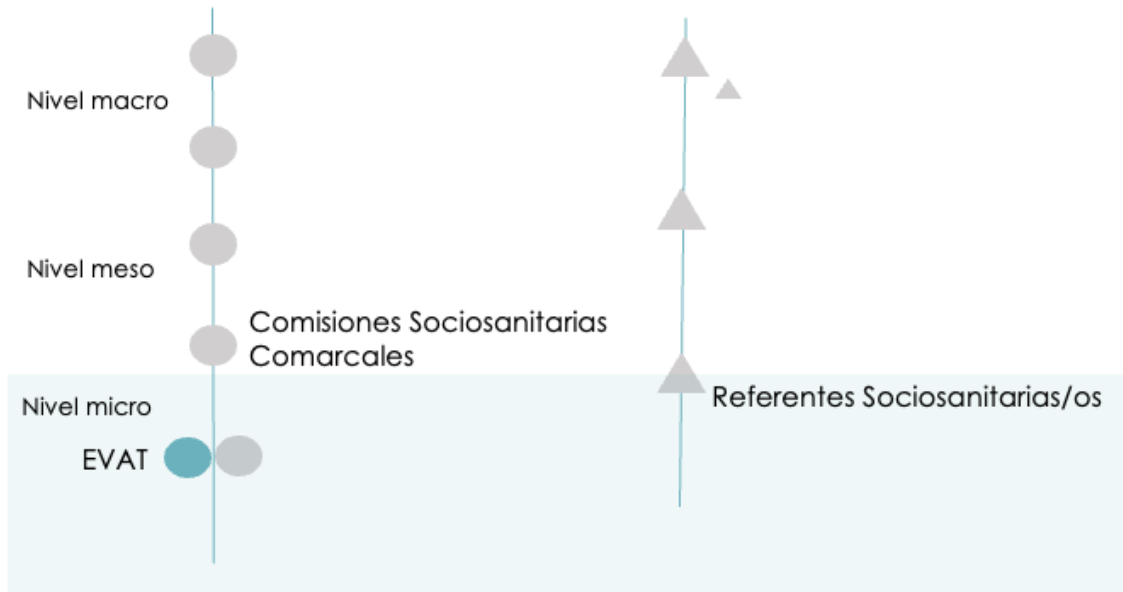 Nivel macro
Nivel meso
Comisiones Sociosanitarias
Comarcales
Nivel micro
Referentes Sociosanitarias/os
EVAT